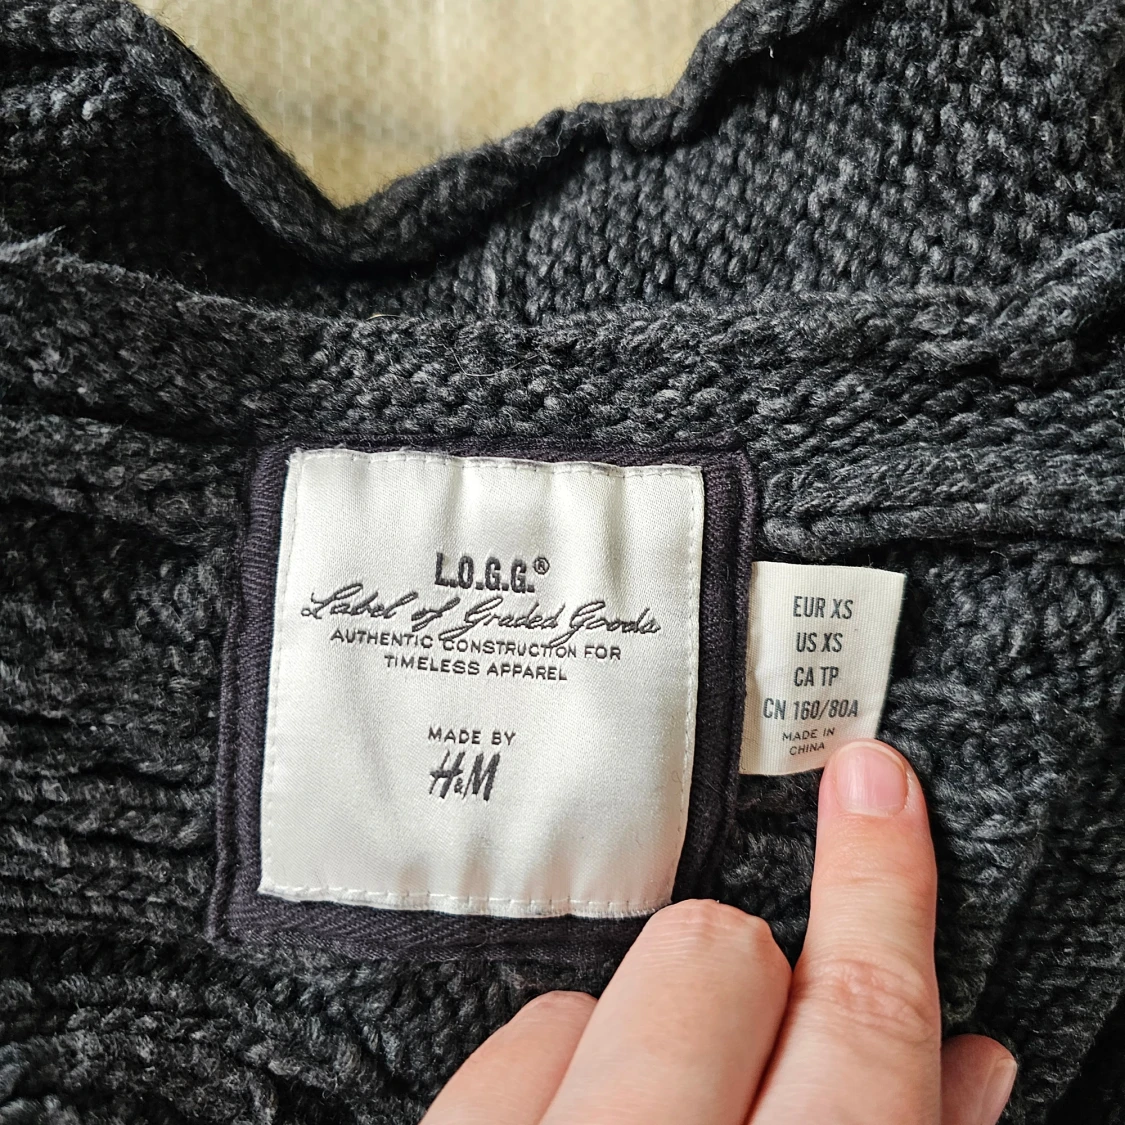 L.O.G.G.®
Label of Graded Goods
AUTHENTIC CONSTRUCTION FOR
TIMELESS APPAREL
MADE BY
H&M
EUR XS
US XS
CA TP
CN 160/80A
MADE IN
CHINA